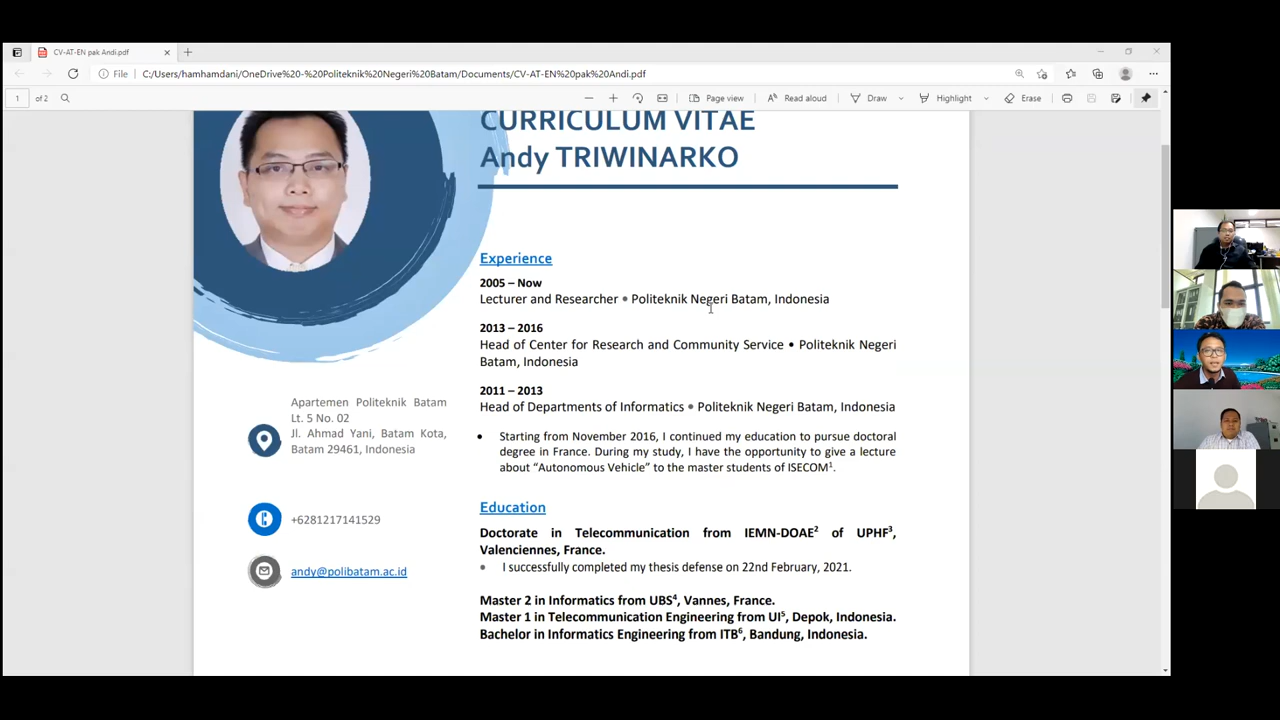 CV-AT-EN pak Andi.pdf
File
C:/Users/hamhamdani/OneDrive%20-%20Politeknik%20Negeri%20Batam/Documents/CV-AT-EN%20pak%20Andi.pdf
1 of 2
Page view
Read aloud
Draw
Highlight
Erase
CURRICULUM VITAE
Andy TRIWINARKO
Experience
2005 – Now
Lecturer and Researcher • Politeknik Negeri Batam, Indonesia
2013 – 2016
Head of Center for Research and Community Service • Politeknik Negeri
Batam, Indonesia
2011 – 2013
Head of Departments of Informatics • Politeknik Negeri Batam, Indonesia
• Starting from November 2016, I continued my education to pursue doctoral
degree in France. During my study, I have the opportunity to give a lecture
about “Autonomous Vehicle” to the master students of ISECOM¹.
Education
Doctorate in Telecommunication from IEMN-DOAE² of UPHF³,
Valenciennes, France.
• I successfully completed my thesis defense on 22nd February, 2021.
Master 2 in Informatics from UBS⁴, Vannes, France.
Master 1 in Telecommunication Engineering from UI⁵, Depok, Indonesia.
Bachelor in Informatics Engineering from ITB⁶, Bandung, Indonesia.
Apartemen Politeknik Batam
Lt. 5 No. 02
Jl. Ahmad Yani, Batam Kota,
Batam 29461, Indonesia
+6281217141529
andy@polibatam.ac.id